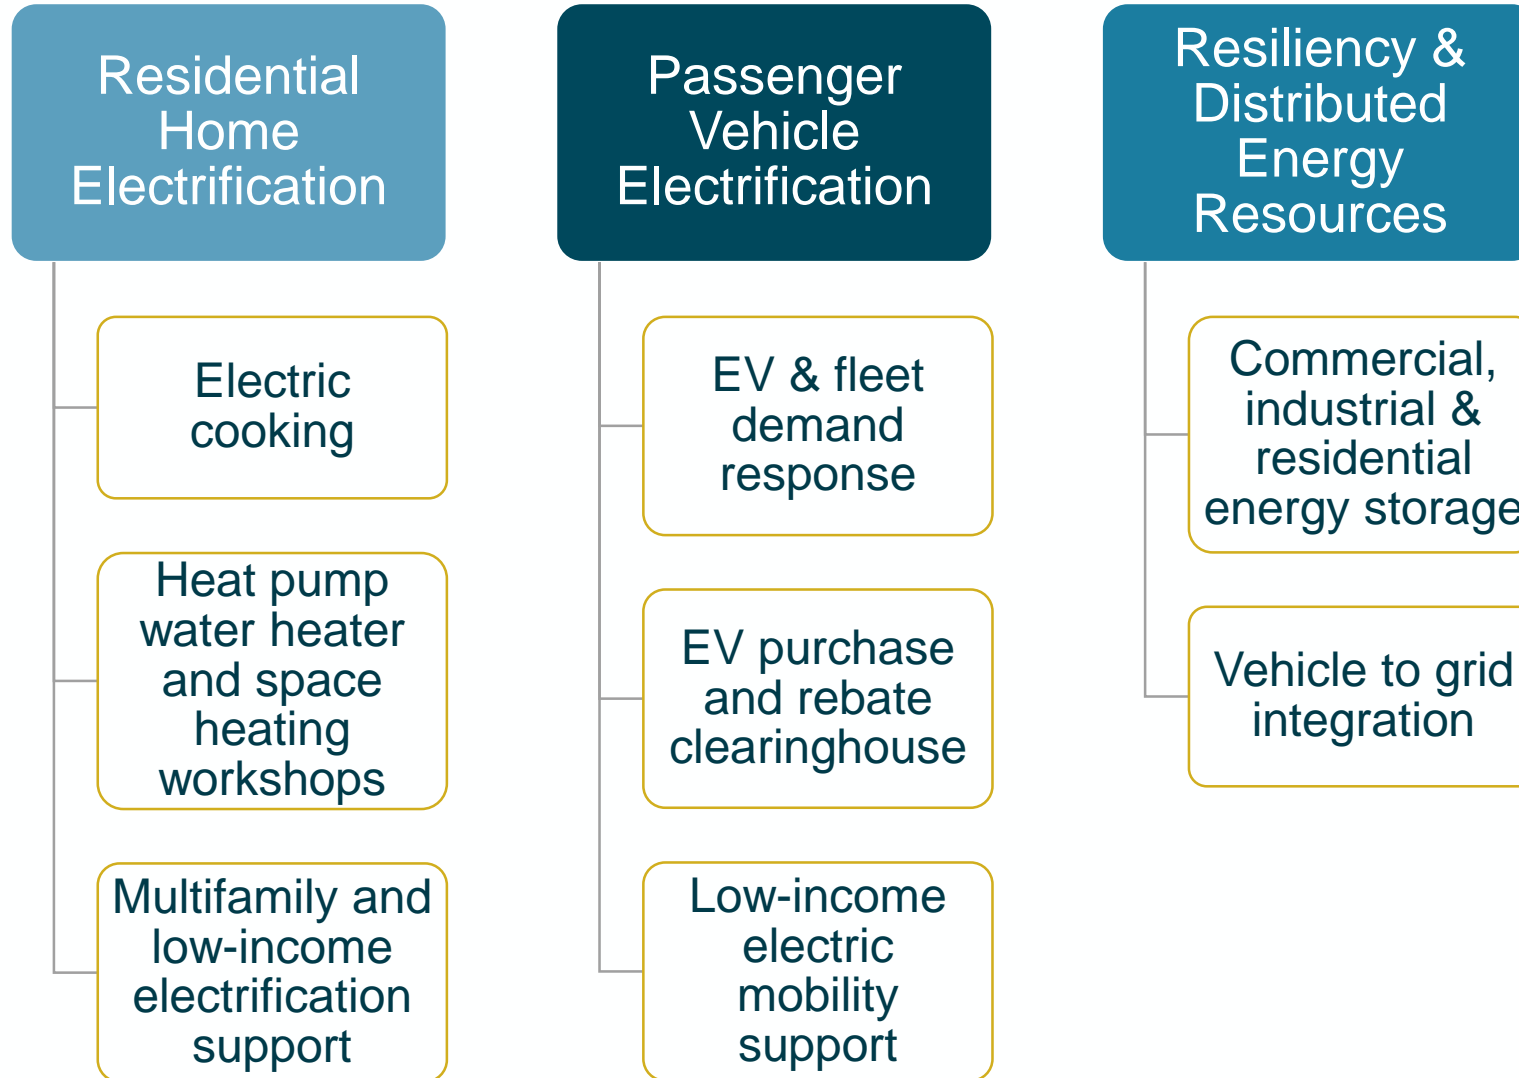 Residential
Home
Electrification
Electric
cooking
Heat pump
water heater
and space
heating
workshops
Multifamily and
low-income
electrification
support
Passenger
Vehicle
Electrification
EV & fleet
demand
response
EV purchase
and rebate
clearinghouse
Low-income
electric
mobility
support
Resiliency &
Distributed
Energy
Resources
Commercial,
industrial &
residential
energy storage
Vehicle to grid
integration